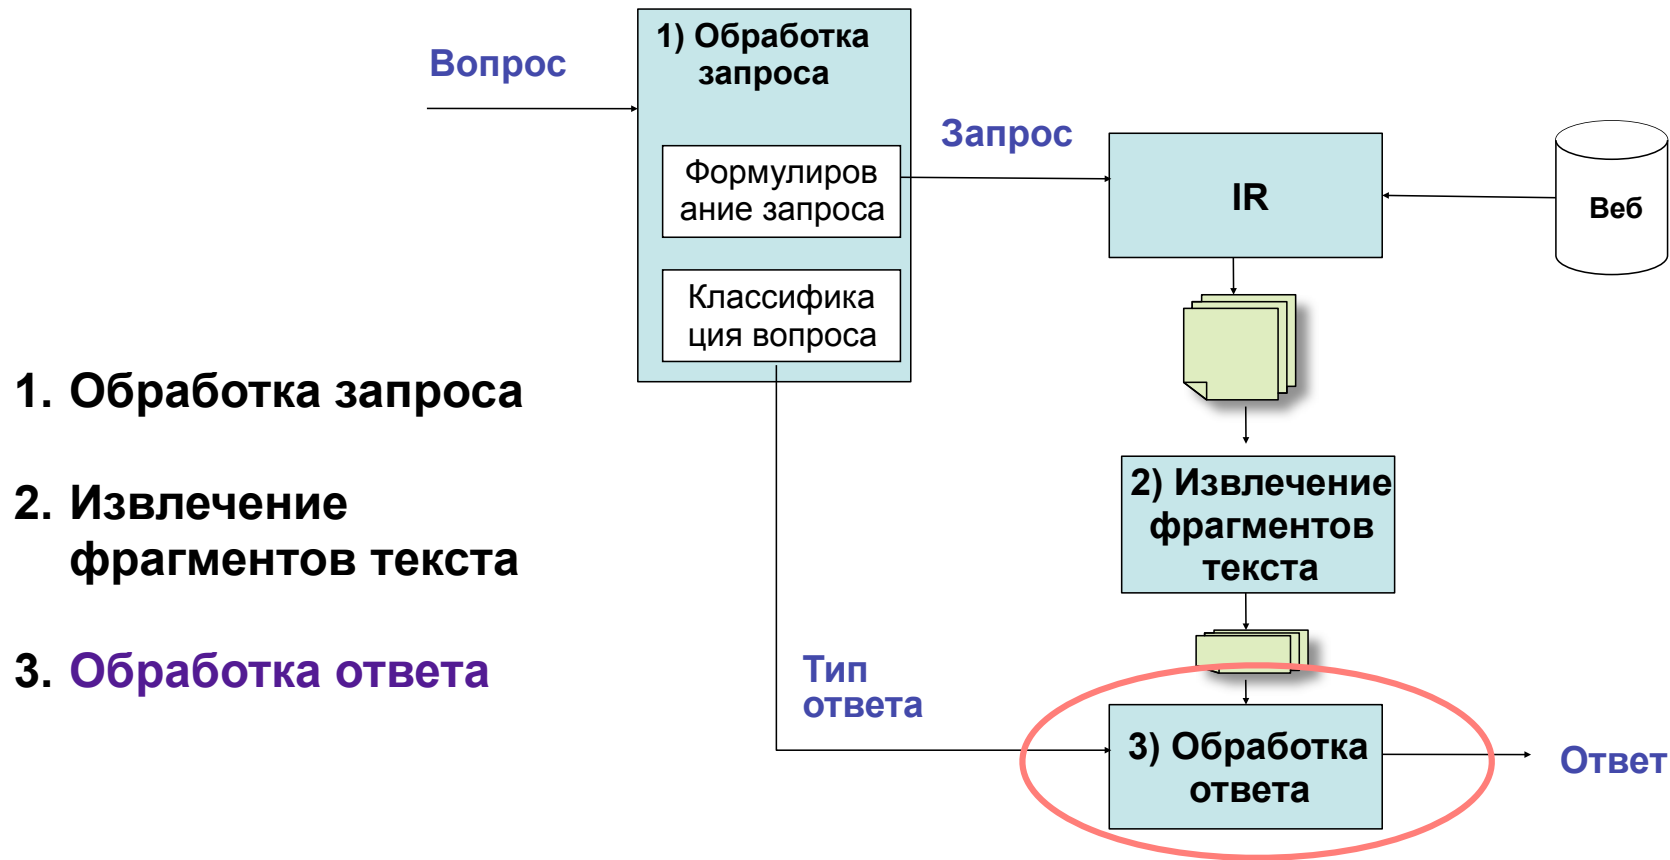 Вопрос
1) Обработка
запроса
Формулиров
ание запроса
Классифика
ция вопроса
Запрос
IR
Веб
1. Обработка запроса
2. Извлечение
фрагментов текста
3. Обработка ответа
2) Извлечение
фрагментов
текста
Тип
ответа
3) Обработка
ответа
Ответ